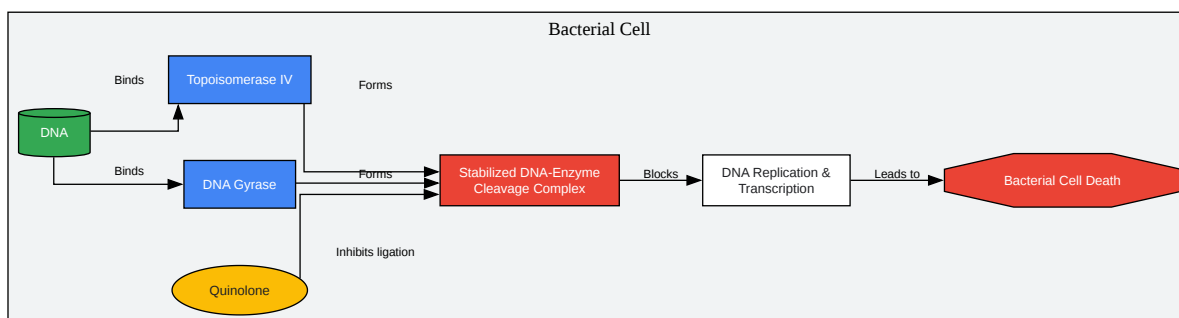 Bacterial Cell
Binds
Topoisomerase IV
Forms
DNA
Binds
DNA Gyrase
Forms
Stabilized DNA-Enzyme
Cleavage Complex
Blocks
DNA Replication &
Transcription
Leads to
Bacterial Cell Death
Inhibits ligation
Quinolone